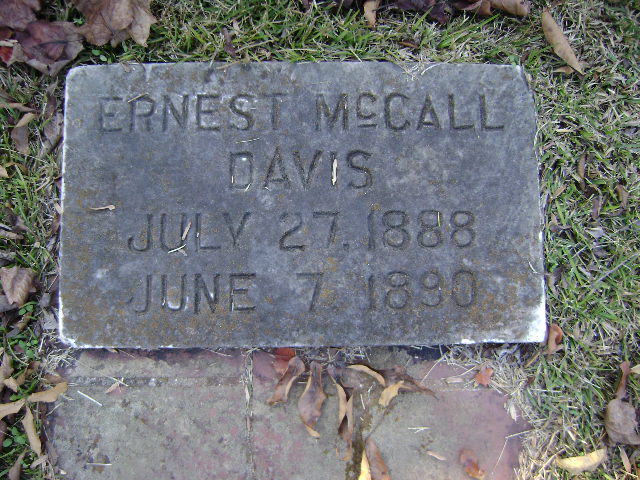 ERNEST McCALL
DAVIS
JULY 27, 1888
JUNE 7, 1890